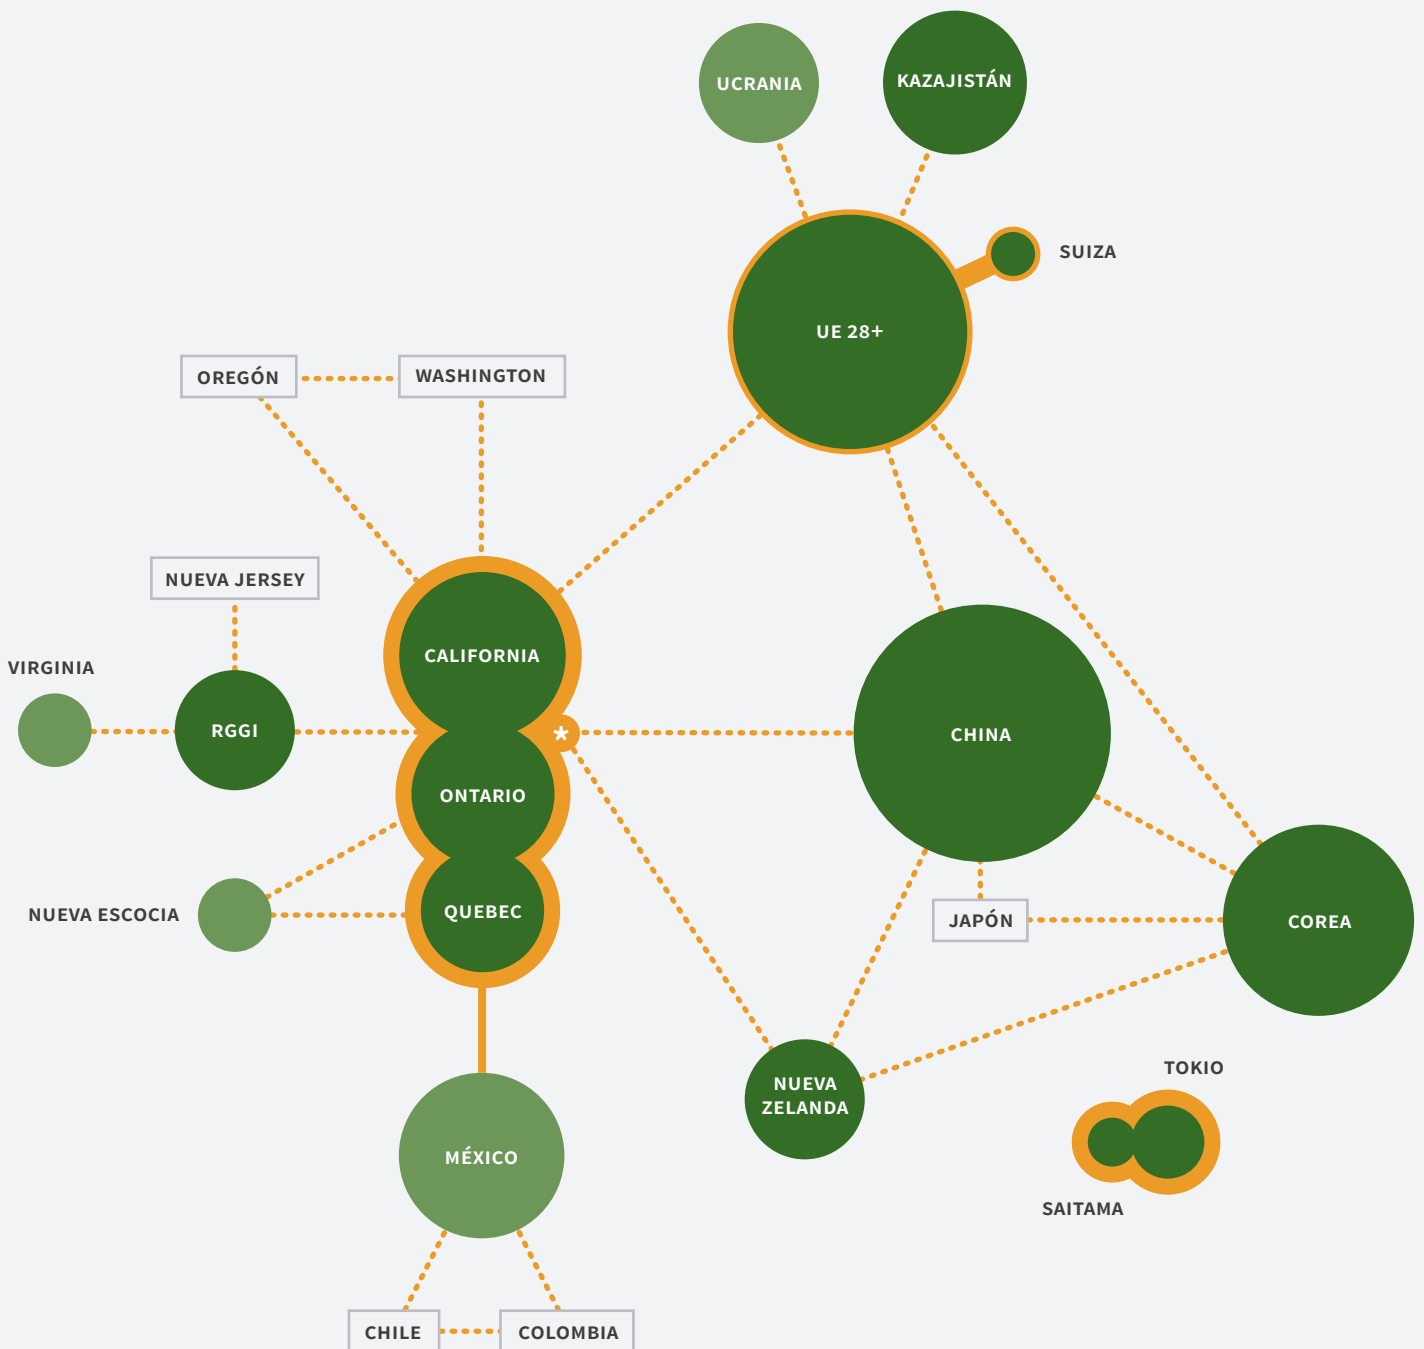 UCRANIA
KAZAJISTÁN
SUIZA
UE 28+
OREGÓN
WASHINGTON
NUEVA JERSEY
CALIFORNIA
VIRGINIA
RGGI
*
CHINA
ONTARIO
NUEVA ESCOCIA
QUEBEC
JAPÓN
COREA
NUEVA
ZELANDA
TOKIO
MÉXICO
SAITAMA
CHILE
COLOMBIA